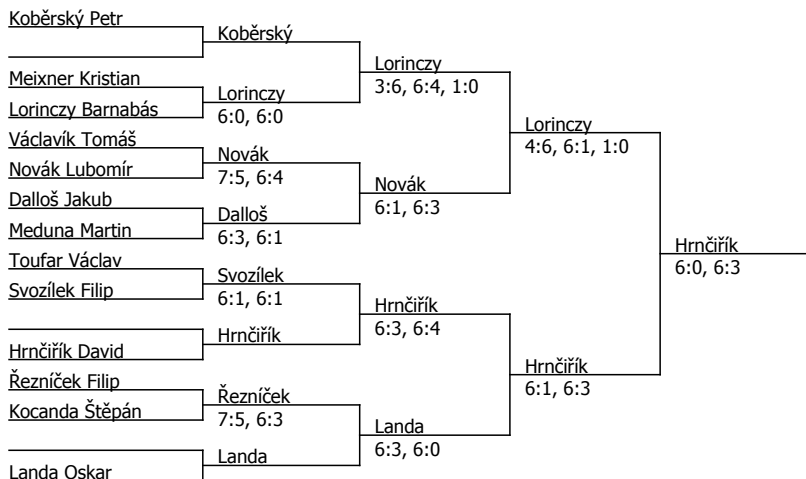 Koběrský Petr
Meixner Kristian
Lorinczy Barnabás
Václavík Tomáš
Novák Lubomír
Dalloš Jakub
Meduna Martin
Toufar Václav
Svozílek Filip
Hrnčiřík David
Řezníček Filip
Kocanda Štěpán
Landa Oskar
Koběrský
Lorinczy
6:0, 6:0
Novák
7:5, 6:4
Dalloš
6:3, 6:1
Svozílek
6:1, 6:1
Hrnčiřík
Řezníček
7:5, 6:3
Landa
Lorinczy
3:6, 6:4, 1:0
Novák
6:1, 6:3
Hrnčiřík
6:3, 6:4
Landa
6:3, 6:0
Lorinczy
4:6, 6:1, 1:0
Hrnčiřík
6:1, 6:3
Hrnčiřík
6:0, 6:3